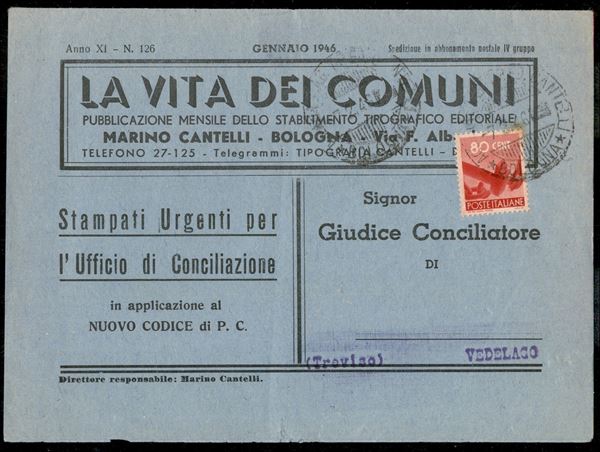 Anno XI - N. 126 GENNAIO 1946 Spedizione in abbonamento postale IV gruppo
LA VITA DEI COMUNI
PUBBLICAZIONE MENSILE DELLO STABILIMENTO TIPOGRAFICO EDITORIALE
MARINO CANTELLI - BOLOGNA Via F. Alb
TELEFONO 27-125 - Telegrammi: TIPOGRAFIA CANTELLI - 
80 CENT
POSTE ITALIANE
Stampati Urgenti per
l'Ufficio di Conciliazione
in applicazione al
NUOVO CODICE di P. C.
Signor
Giudice Conciliatore
DI
(Treviso) VEDELAGO
Direttore responsabile: Marino Cantelli.